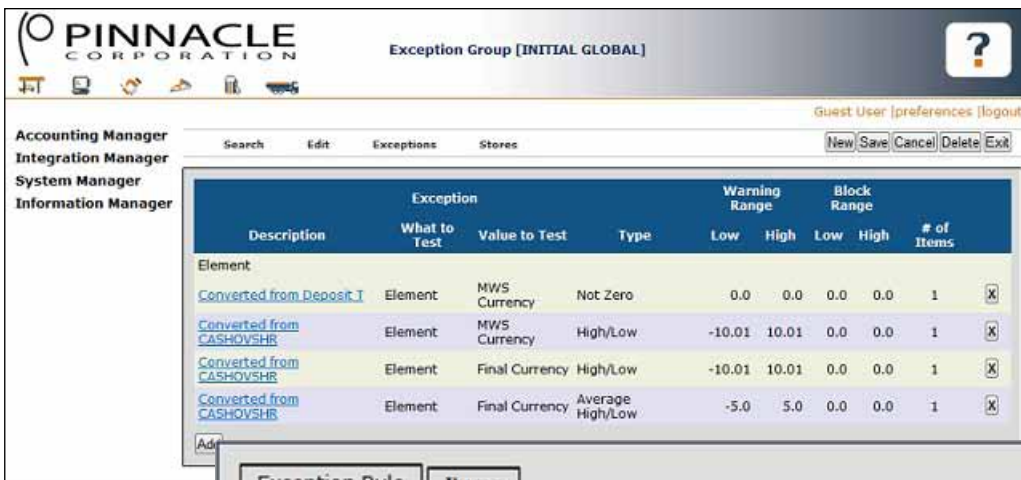 PINNACLE
CORPORATION
Exception Group [INITIAL GLOBAL]
?
Guest User |preferences |logout
Accounting Manager
Integration Manager
System Manager
Information Manager
Search Edit Exceptions Stores
New Save Cancel Delete Exit
Exception Warning Range Block Range
Description What to Test Value to Test Type Low High Low High # of Items
Element
Converted from Deposit T Element MWS Currency Not Zero 0.0 0.0 0.0 0.0 1 X
Converted from CASHOVSHR Element MWS Currency High/Low -10.01 10.01 0.0 0.0 1 X
Converted from CASHOVSHR Element Final Currency High/Low -10.01 10.01 0.0 0.0 1 X
Converted from CASHOVSHR Element Final Currency Average High/Low -5.0 5.0 0.0 0.0 1 X
Add
Exception Rule